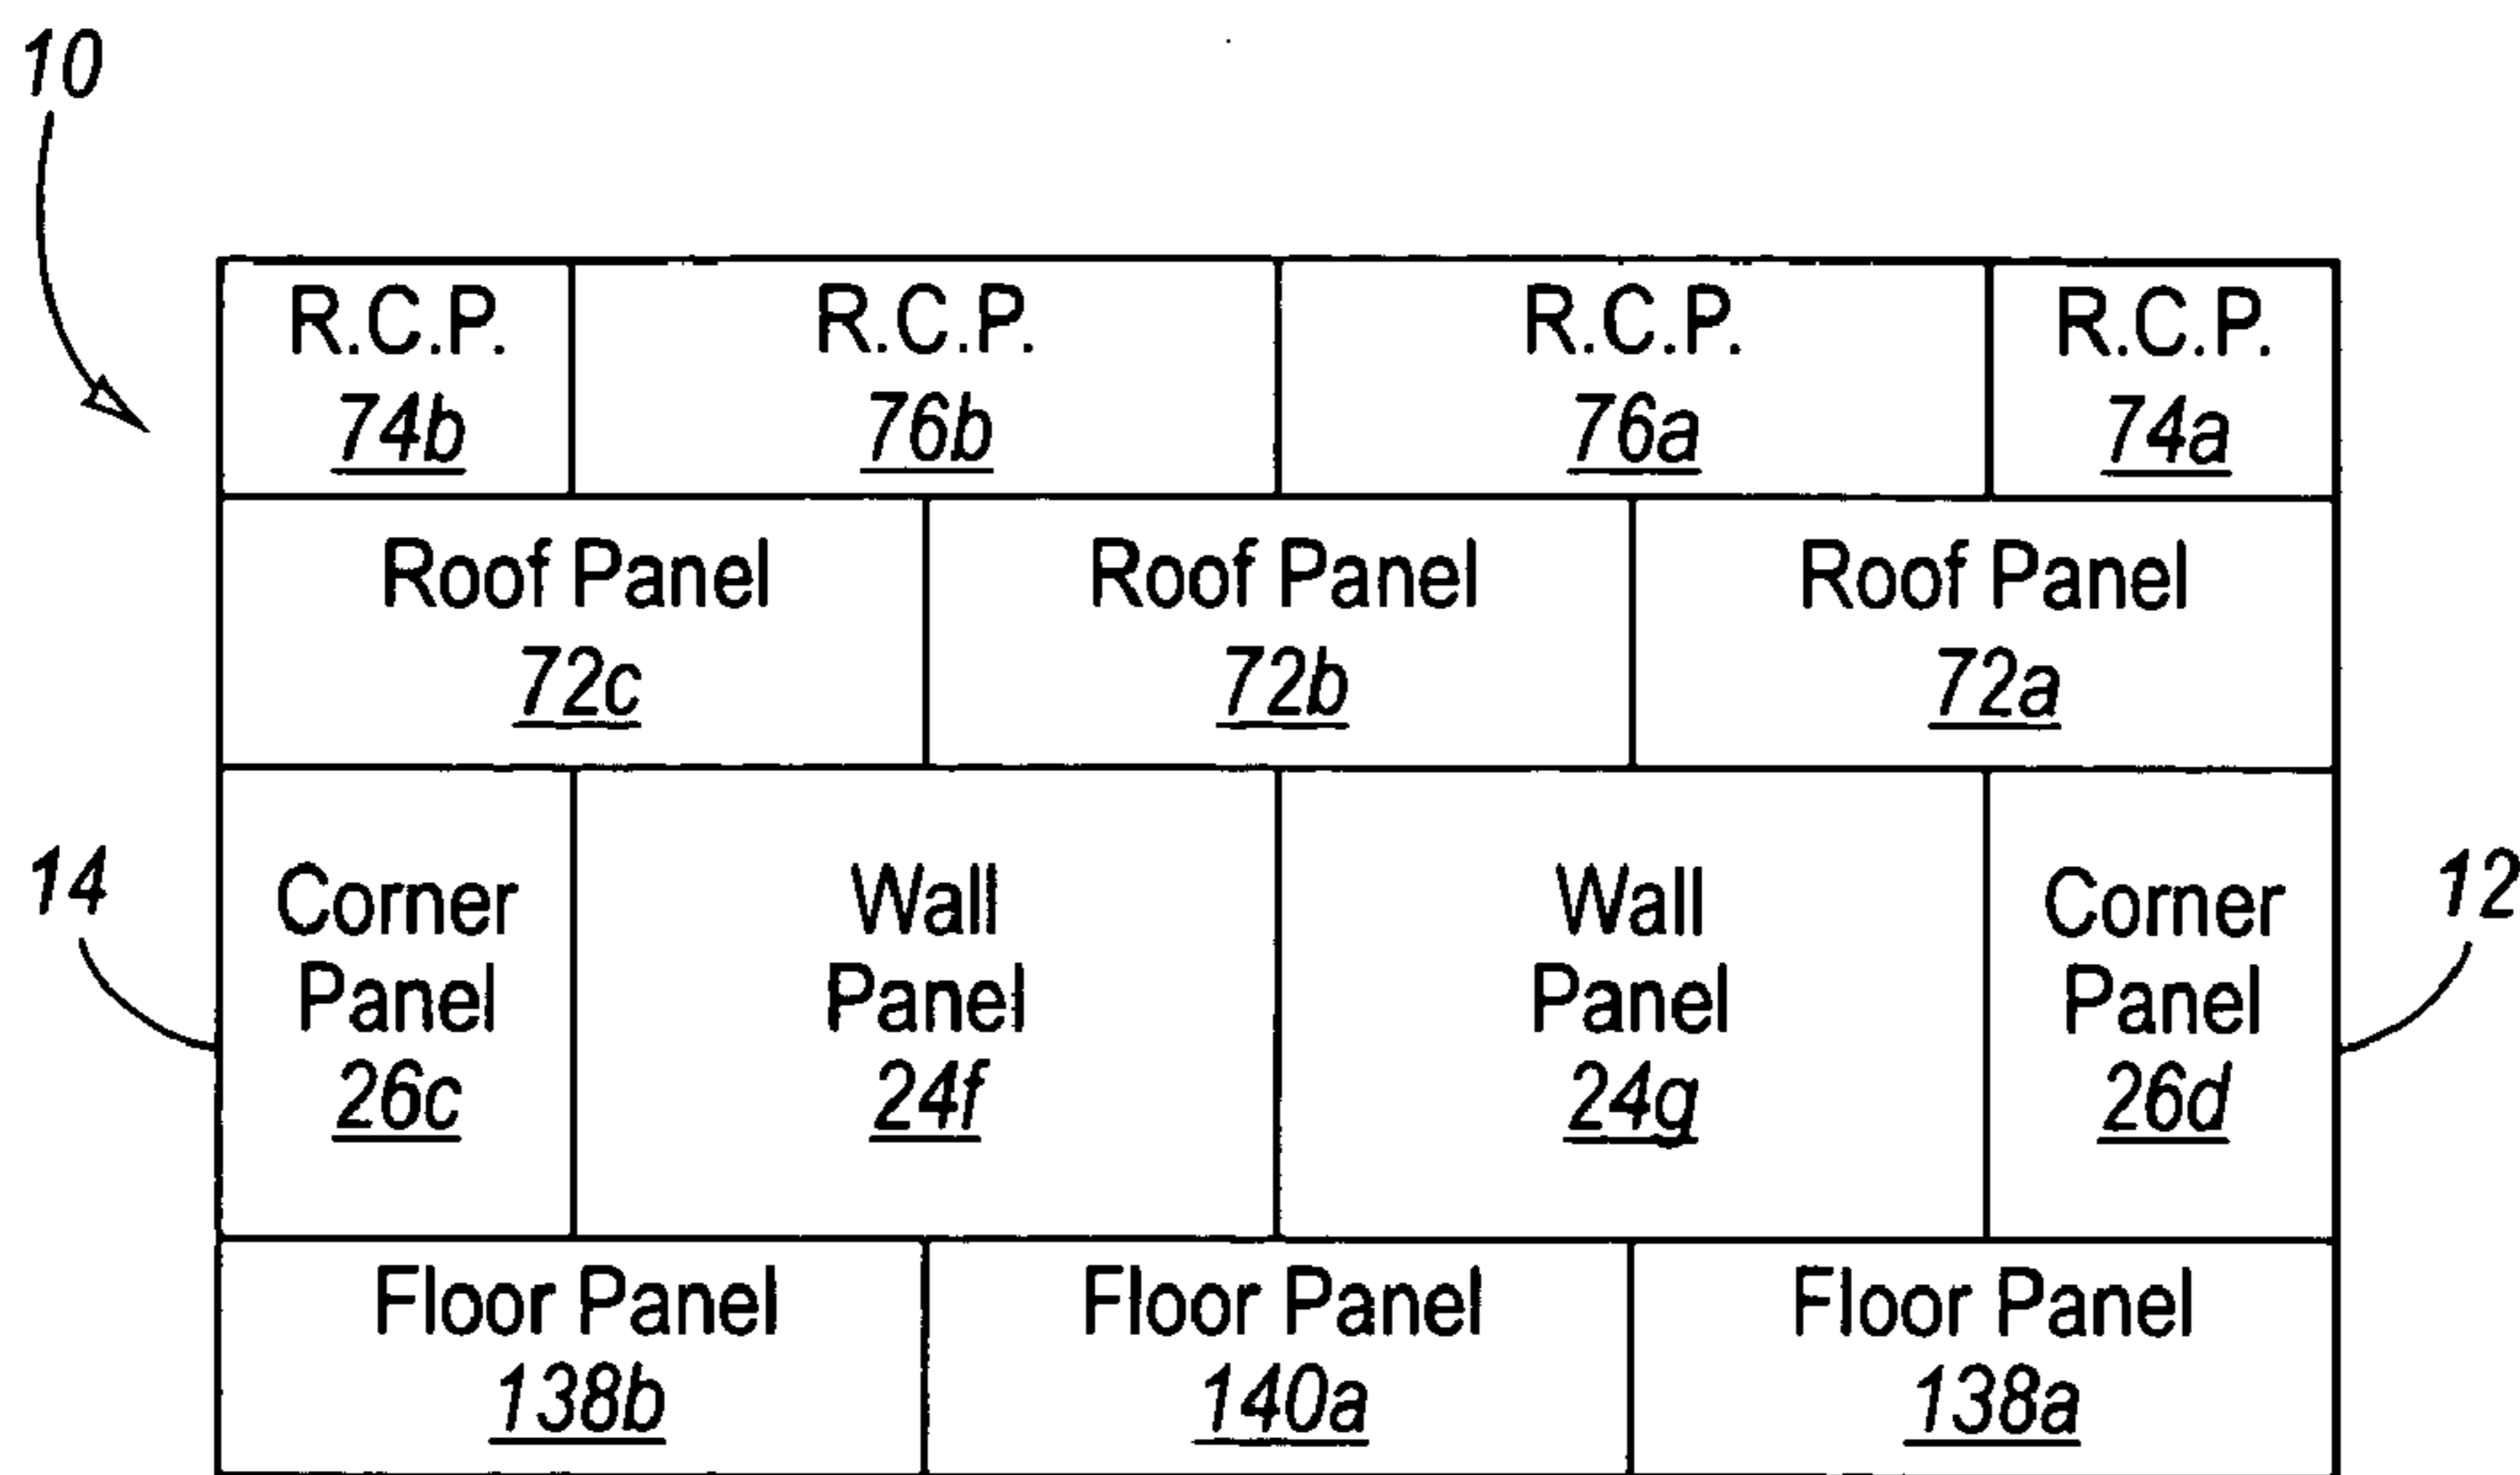 10
R.C.P. R.C.P. R.C.P. R.C.P.
74b 76b 76a 74a
Roof Panel Roof Panel Roof Panel
72c 72b 72a
14 12
Corner Wall Wall Corner
Panel Panel Panel Panel
26c 24f 24g 26d
Floor Panel Floor Panel Floor Panel
138b 140a 138a